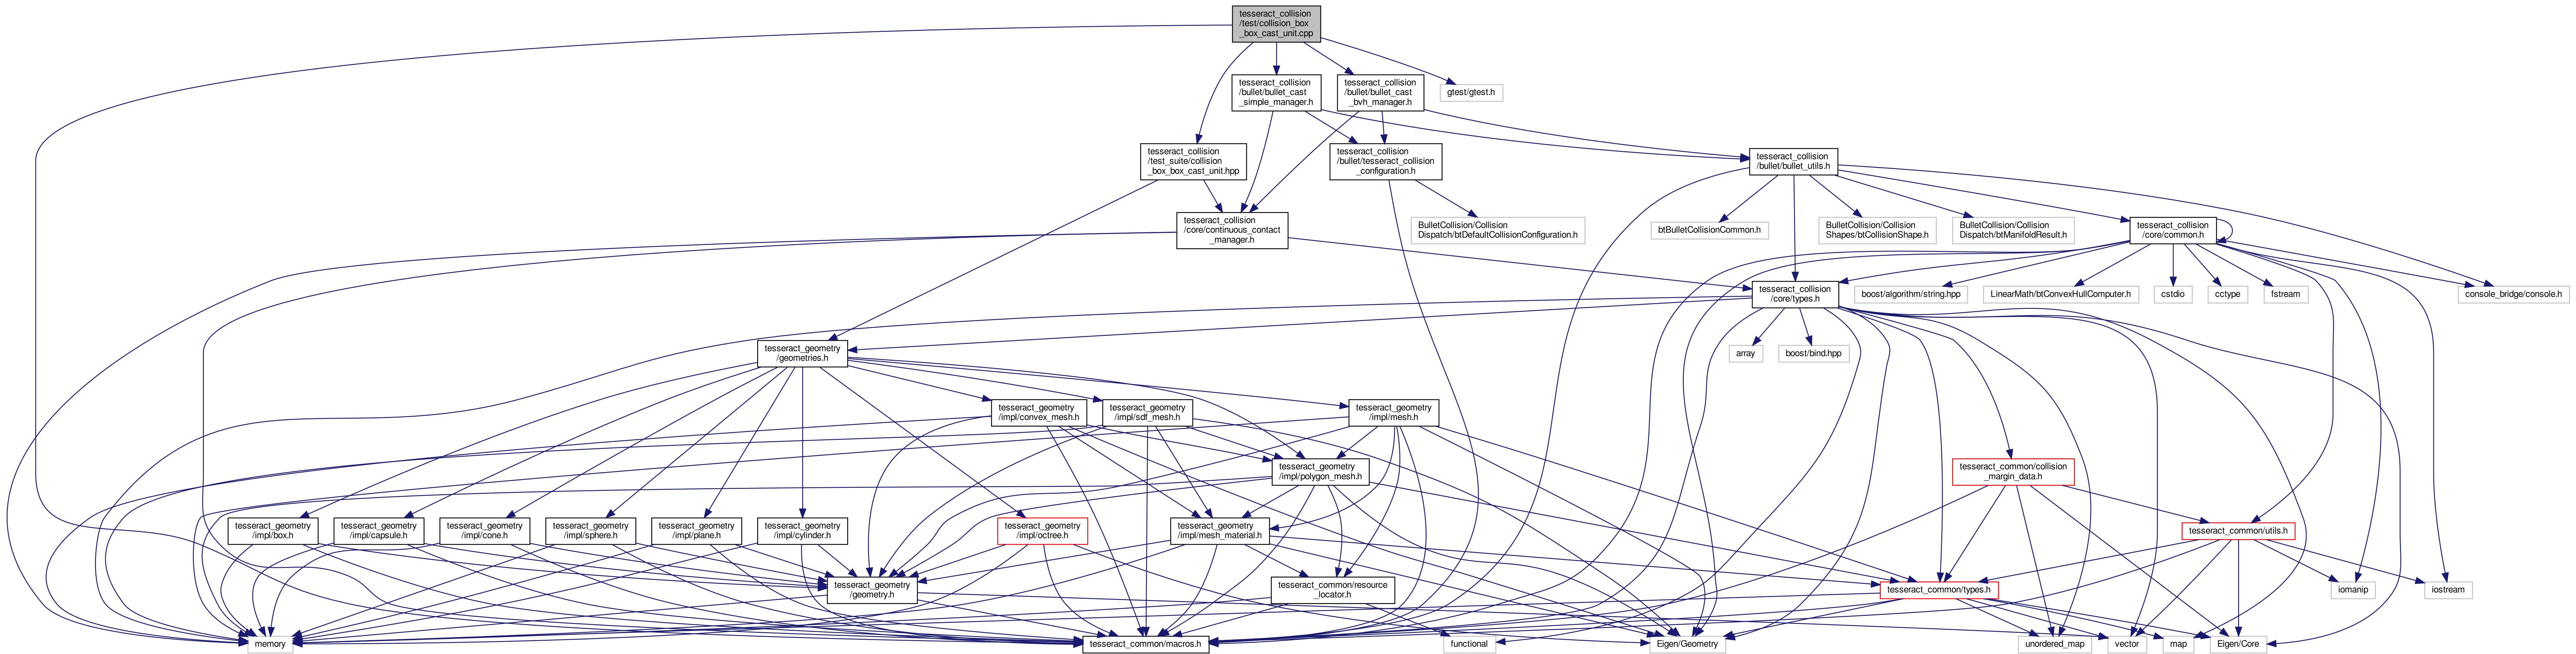 tesseract_collision
/test/collision_box
_box_cast_unit.cpp
tesseract_collision
/bullet/bullet_cast
_simple_manager.h
tesseract_collision
/bullet/bullet_cast
_bvh_manager.h
gtest/gtest.h
tesseract_collision
/test_suite/collision
_box_box_cast_unit.hpp
tesseract_collision
/bullet/tesseract_collision
_configuration.h
tesseract_collision
/bullet/bullet_utils.h
tesseract_collision
/core/continuous_contact
_manager.h
BulletCollision/Collision
Dispatch/btDefaultCollisionConfiguration.h
btBulletCollisionCommon.h
BulletCollision/Collision
Shapes/btCollisionShape.h
BulletCollision/Collision
Dispatch/btManifoldResult.h
tesseract_collision
/core/common.h
tesseract_collision
/core/types.h
boost/algorithm/string.hpp
LinearMath/btConvexHullComputer.h
cstdio
cctype
fstream
console_bridge/console.h
tesseract_geometry
/geometries.h
array
boost/bind.hpp
tesseract_geometry
/impl/convex_mesh.h
tesseract_geometry
/impl/sdf_mesh.h
tesseract_geometry
/impl/mesh.h
tesseract_geometry
/impl/polygon_mesh.h
tesseract_common/collision
_margin_data.h
tesseract_geometry
/impl/box.h
tesseract_geometry
/impl/capsule.h
tesseract_geometry
/impl/cone.h
tesseract_geometry
/impl/sphere.h
tesseract_geometry
/impl/plane.h
tesseract_geometry
/impl/cylinder.h
tesseract_geometry
/impl/octree.h
tesseract_geometry
/impl/mesh_material.h
tesseract_common/utils.h
tesseract_geometry
/geometry.h
tesseract_common/resource
_locator.h
tesseract_common/types.h
iomanip
iostream
memory
tesseract_common/macros.h
functional
Eigen/Geometry
unordered_map
vector
map
Eigen/Core